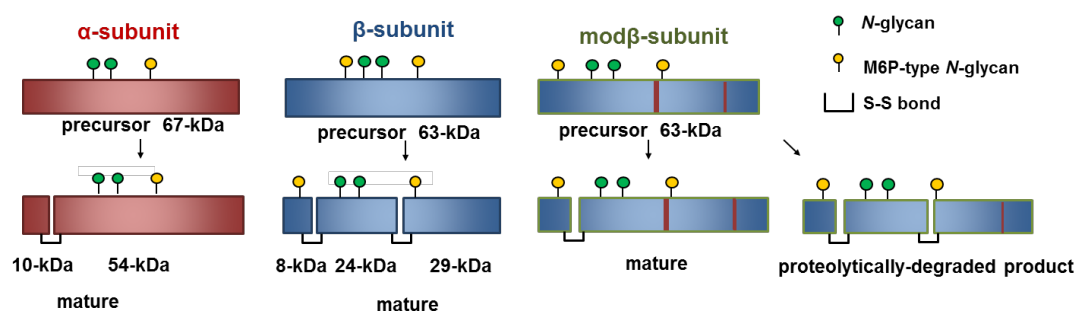 α-subunit
β-subunit
modβ-subunit
N-glycan
M6P-type N-glycan
S-S bond
precursor 67-kDa
precursor 63-kDa
precursor 63-kDa
10-kDa 54-kDa
mature
8-kDa 24-kDa 29-kDa
mature
mature
proteolytically-degraded product